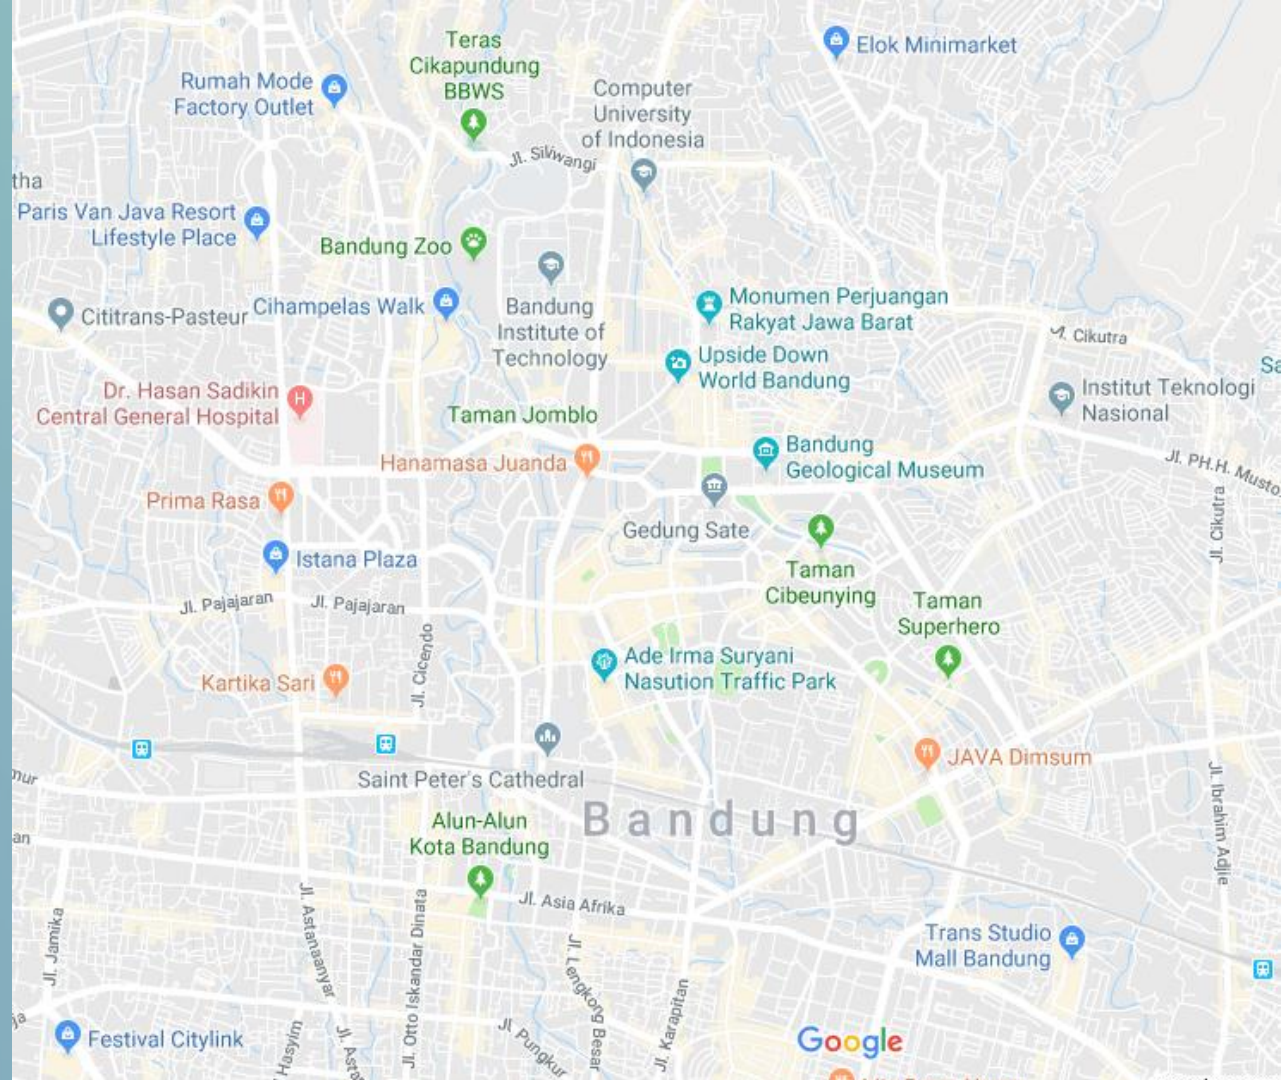 Teras
Cikapundung
BBWS
Elok Minimarket
Rumah Mode
Factory Outlet
Computer
University
of Indonesia
Jl. Siliwangi
tha
Paris Van Java Resort
Lifestyle Place
Bandung Zoo
Cititrans-Pasteur
Cihampelas Walk
Bandung
Institute of
Technology
Monumen Perjuangan
Rakyat Jawa Barat
Upside Down
World Bandung
Cikutra
Sa
Dr. Hasan Sadikin
Central General Hospital
Taman Jomblo
Institut Teknologi
Nasional
Hanamasa Juanda
Bandung
Geological Museum
Jl. PH.H. Musto
Prima Rasa
Gedung Sate
Jl. Cikutra
Istana Plaza
Taman
Cibeunying
Jl. Pajajaran
Jl. Pajajaran
Taman
Superhero
Jl. Cicendo
Ade Irma Suryani
Nasution Traffic Park
Kartika Sari
JAVA Dimsum
Saint Peter's Cathedral
mur
Bandung
Jl. Ibrahim Adjie
Alun-Alun
Kota Bandung
an
Jl. Asia Afrika
Jl. Astanaanyar
Jl. Otto Iskandar Dinata
Jl. Jamika
Jl. Lengkong Besar
Jl. Karapitan
Trans Studio
Mall Bandung
ja
Festival Citylink
Hasyim
Jl. Asta
Jl. Pungkur
Google